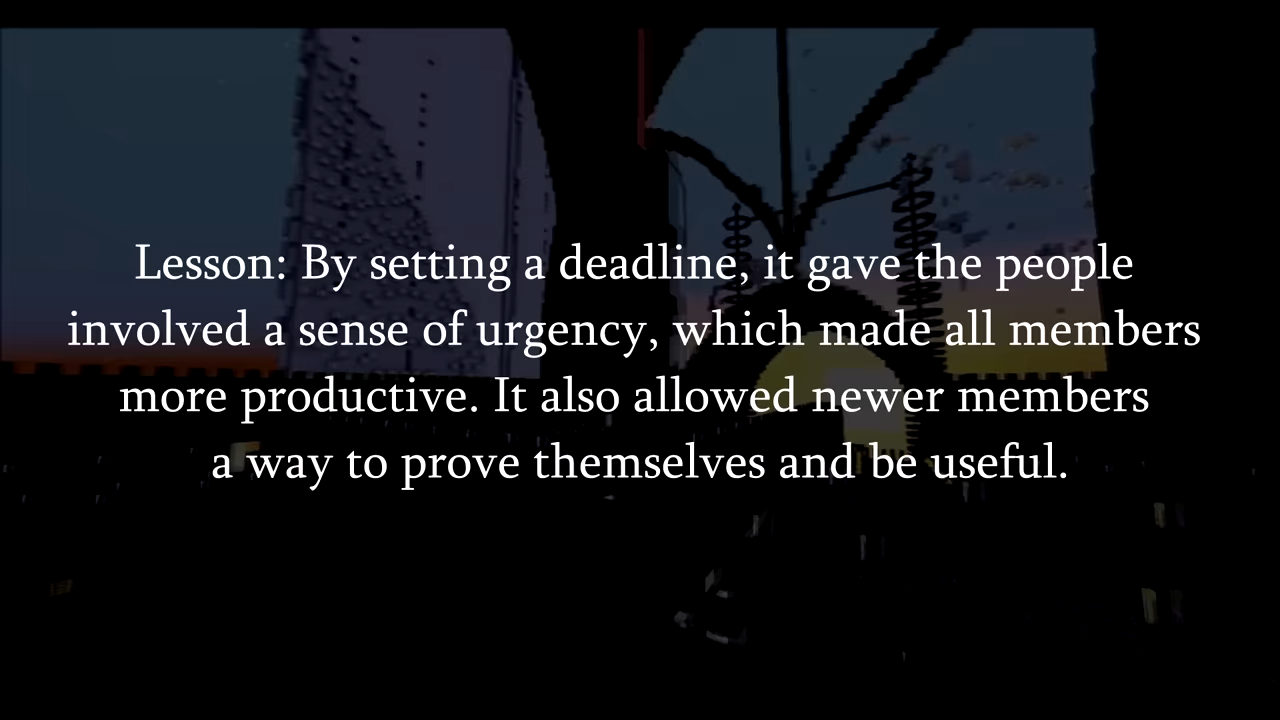 Lesson: By setting a deadline, it gave the people
involved a sense of urgency, which made all members
more productive. It also allowed newer members
a way to prove themselves and be useful.